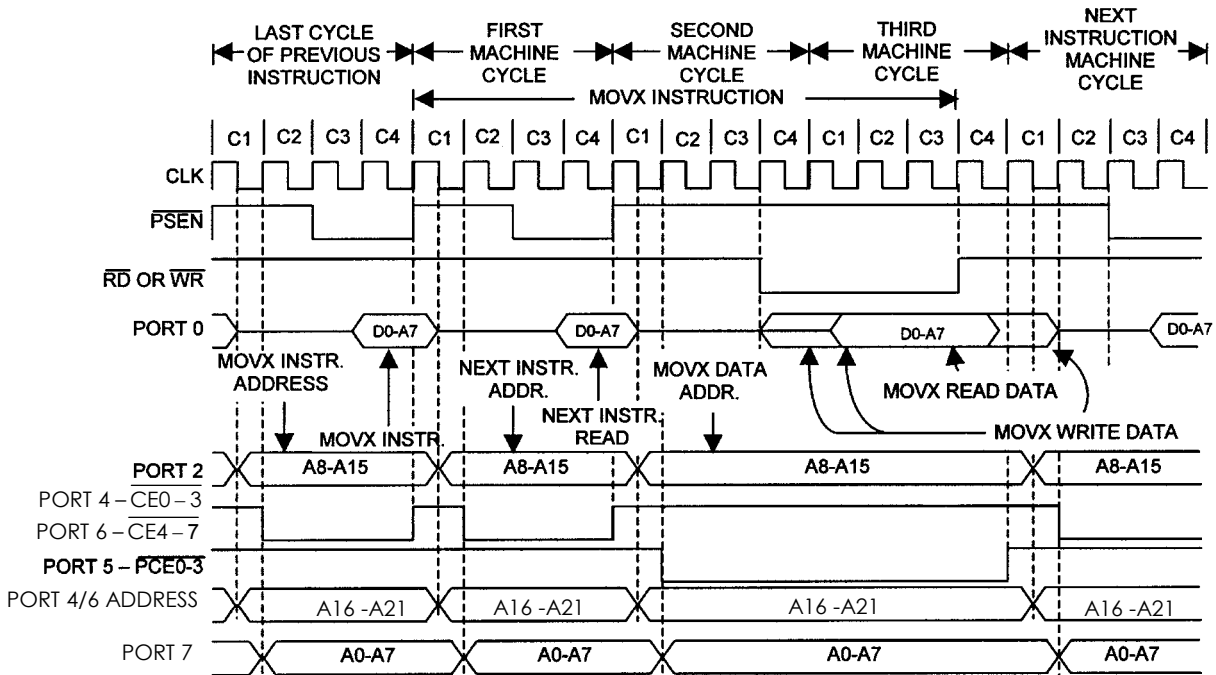 LAST CYCLE OF PREVIOUS INSTRUCTION
FIRST MACHINE CYCLE
SECOND MACHINE CYCLE
THIRD MACHINE CYCLE
NEXT INSTRUCTION MACHINE CYCLE
MOVX INSTRUCTION
C1 C2 C3 C4 C1 C2 C3 C4 C1 C2 C3 C4 C1 C2 C3 C4 C1 C2 C3 C4
CLK
PSEN
RD OR WR
PORT 0 D0-A7 D0-A7 D0-A7 D0-A7
MOVX INSTR. ADDRESS
MOVX INSTR.
NEXT INSTR. ADDR.
NEXT INSTR. READ
MOVX DATA ADDR.
MOVX READ DATA
MOVX WRITE DATA
PORT 2 A8-A15 A8-A15 A8-A15 A8-A15
PORT 4 – CE0 – 3
PORT 6 – CE4 – 7
PORT 5 – PCE0-3
PORT 4/6 ADDRESS A16 -A21 A16 -A21 A16 -A21 A16 -A21
PORT 7 A0-A7 A0-A7 A0-A7 A0-A7